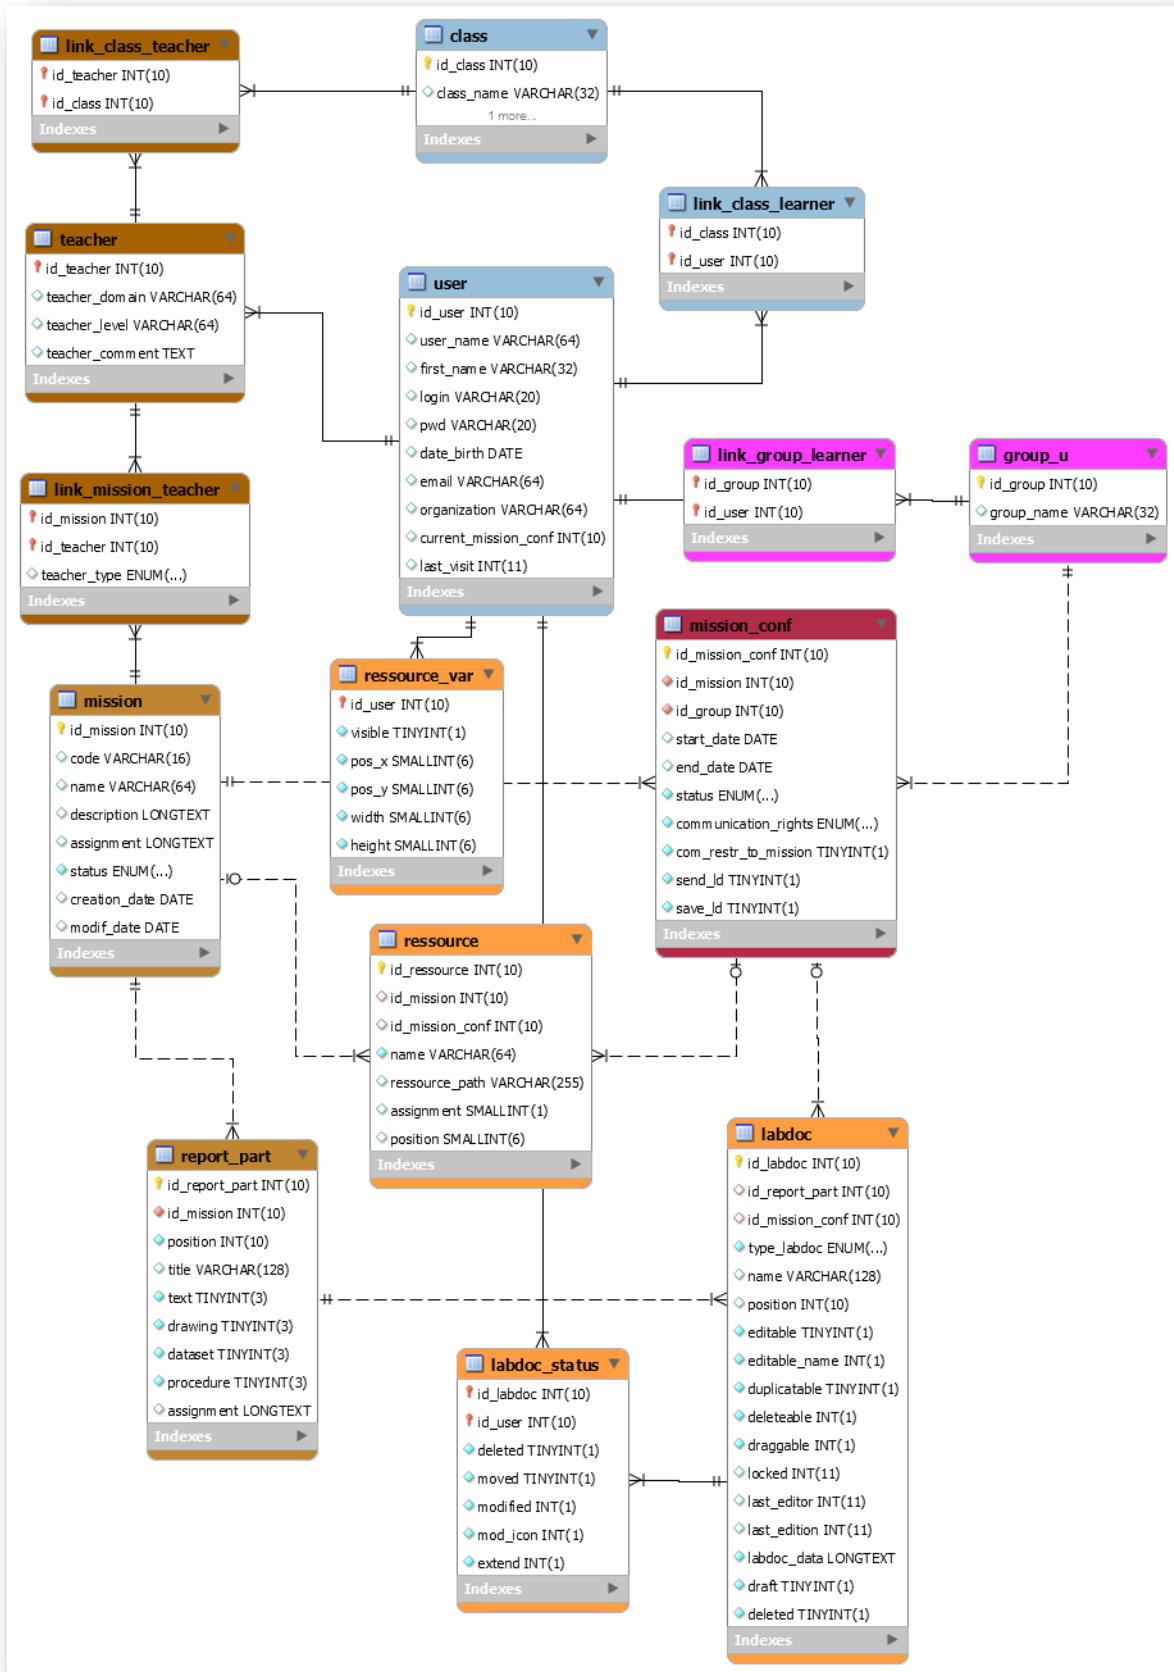 link_class_teacher
id_teacher INT(10)
id_class INT(10)
Indexes
class
id_class INT(10)
class_name VARCHAR(32)
1 more...
Indexes
link_class_learner
id_class INT(10)
id_user INT(10)
Indexes
teacher
id_teacher INT(10)
teacher_domain VARCHAR(64)
teacher_level VARCHAR(64)
teacher_comment TEXT
Indexes
user
id_user INT(10)
user_name VARCHAR(64)
first_name VARCHAR(32)
login VARCHAR(20)
pwd VARCHAR(20)
date_birth DATE
email VARCHAR(64)
organization VARCHAR(64)
current_mission_conf INT(10)
last_visit INT(11)
Indexes
link_group_learner
id_group INT(10)
id_user INT(10)
Indexes
group_u
id_group INT(10)
group_name VARCHAR(32)
Indexes
link_mission_teacher
id_mission INT(10)
id_teacher INT(10)
teacher_type ENUM(...)
Indexes
mission_conf
id_mission_conf INT(10)
id_mission INT(10)
id_group INT(10)
start_date DATE
end_date DATE
status ENUM(...)
communication_rights ENUM(...)
com_restr_to_mission TINYINT(1)
send_ld TINYINT(1)
save_ld TINYINT(1)
Indexes
ressource_var
id_user INT(10)
visible TINYINT(1)
pos_x SMALLINT(6)
pos_y SMALLINT(6)
width SMALLINT(6)
height SMALLINT(6)
Indexes
mission
id_mission INT(10)
code VARCHAR(16)
name VARCHAR(64)
description LONGTEXT
assignment LONGTEXT
status ENUM(...)
creation_date DATE
modif_date DATE
Indexes
ressource
id_ressource INT(10)
id_mission INT(10)
id_mission_conf INT(10)
name VARCHAR(64)
ressource_path VARCHAR(255)
assignment SMALLINT(1)
position SMALLINT(6)
Indexes
report_part
id_report_part INT(10)
id_mission INT(10)
position INT(10)
title VARCHAR(128)
text TINYINT(3)
drawing TINYINT(3)
dataset TINYINT(3)
procedure TINYINT(3)
assignment LONGTEXT
Indexes
labdoc
id_labdoc INT(10)
id_report_part INT(10)
id_mission_conf INT(10)
type_labdoc ENUM(...)
name VARCHAR(128)
position INT(10)
editable TINYINT(1)
editable_name INT(1)
duplicatable TINYINT(1)
deleteable INT(1)
draggable INT(1)
locked INT(11)
last_editor INT(11)
last_edition INT(11)
labdoc_data LONGTEXT
draft TINYINT(1)
deleted TINYINT(1)
Indexes
labdoc_status
id_labdoc INT(10)
id_user INT(10)
deleted TINYINT(1)
moved TINYINT(1)
modified INT(1)
mod_icon INT(1)
extend INT(1)
Indexes